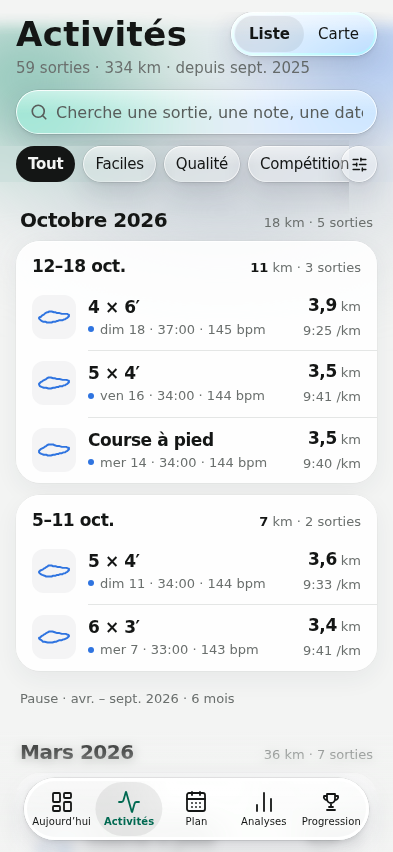 Activités
Liste
Carte
59 sorties · 334 km · depuis sept. 2025
Cherche une sortie, une note, une date
Tout
Faciles
Qualité
Compétition
Octobre 2026
18 km · 5 sorties
12–18 oct.
11 km · 3 sorties
4 × 6′
3,9 km
dim 18 · 37:00 · 145 bpm
9:25 /km
5 × 4′
3,5 km
ven 16 · 34:00 · 144 bpm
9:41 /km
Course à pied
3,5 km
mer 14 · 34:00 · 144 bpm
9:40 /km
5–11 oct.
7 km · 2 sorties
5 × 4′
3,6 km
dim 11 · 34:00 · 144 bpm
9:33 /km
6 × 3′
3,4 km
mer 7 · 33:00 · 143 bpm
9:41 /km
Pause · avr. – sept. 2026 · 6 mois
Mars 2026
36 km · 7 sorties
Aujourd’hui
Activités
Plan
Analyses
Progression